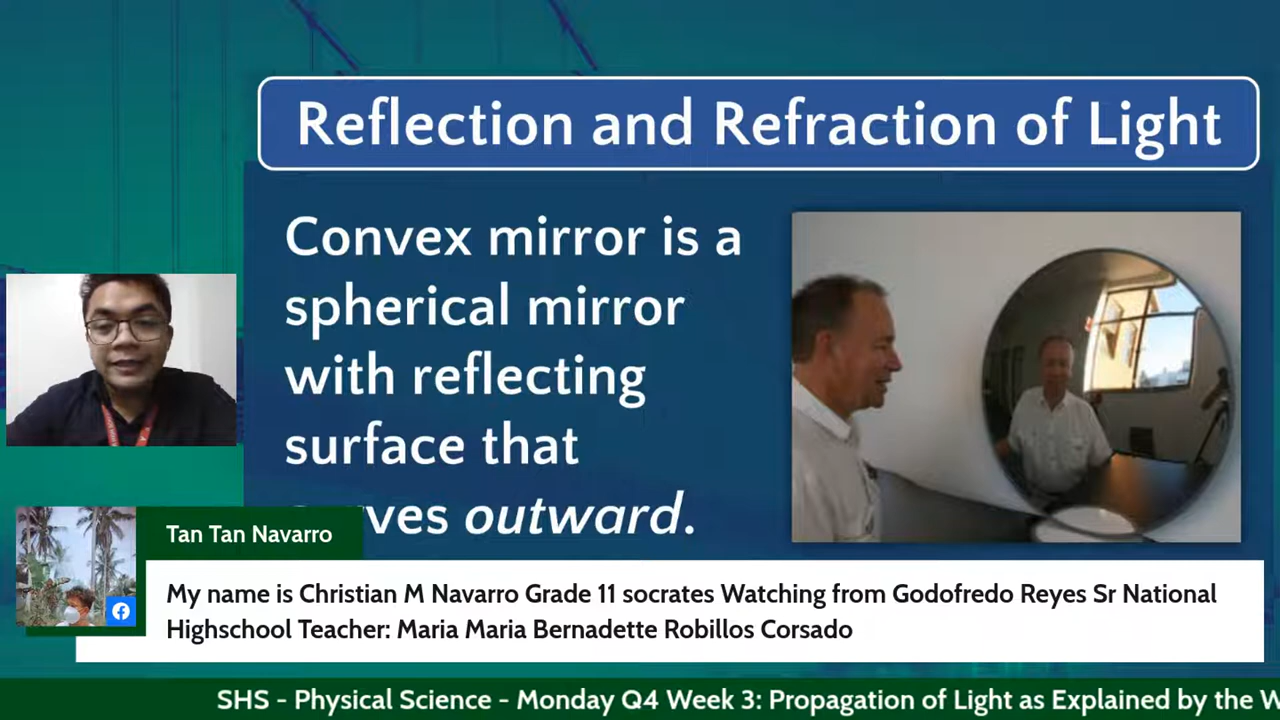 Reflection and Refraction of Light
Convex mirror is a
spherical mirror
with reflecting
surface that
outward.
Tan Tan Navarro
My name is Christian M Navarro Grade 11 socrates Watching from Godofredo Reyes Sr National
Highschool Teacher: Maria Maria Bernadette Robillos Corsado
SHS - Physical Science - Monday Q4 Week 3: Propagation of Light as Explained by the W